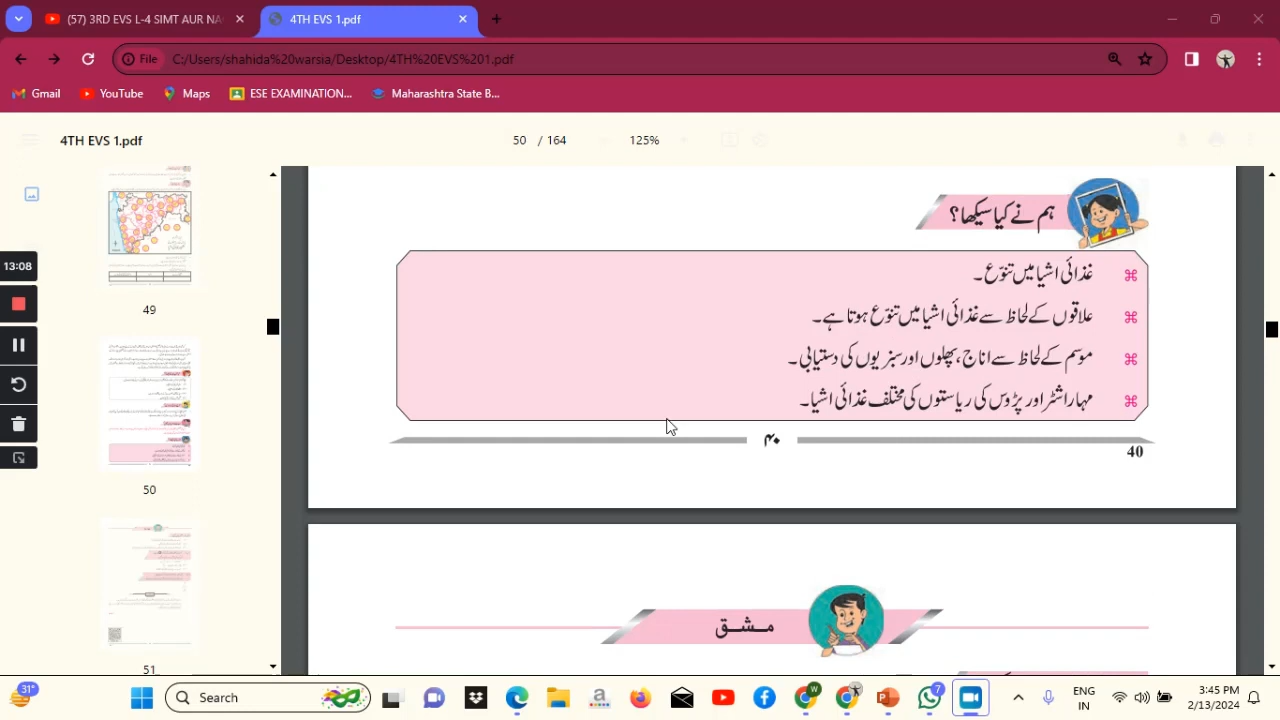 (57) 3RD EVS L-4 SIMT AUR NA
4TH EVS 1.pdf
File
C:/Users/shahida%20warsia/Desktop/4TH%20EVS%201.pdf
Gmail
YouTube
Maps
ESE EXAMINATION...
Maharashtra State B...
4TH EVS 1.pdf
50 / 164
125%
13:08
49
50
51
ہم نے کیا سیکھا؟
غذائی اشیا میں تنوّع۔
علاقوں کے لحاظ سے غذائی اشیا میں تنوّع ہوتا ہے۔
موسم کے لحاظ سے اناج، پھلوں اور سبزیوں کی دستیابی۔
مہاراشٹر اور پڑوس کی ریاستوں کی مختلف غذائی اشیا۔
۴۰
40
مشق
31°
Search
W
7
ENG
IN
3:45 PM
2/13/2024